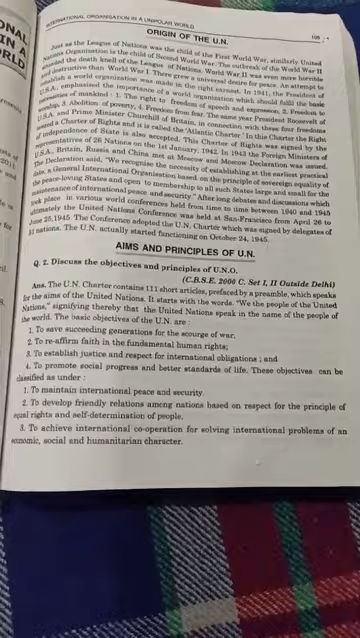 ONAL
IN A
RLD
INTERNATIONAL ORGANISATION IN A UNIPOLAR WORLD
105
ORIGIN OF THE U.N.
Just as the League of Nations was the child of the First World War, similarly United
Nations Organization is the child of Second World War. The outbreak of the World War II
sounded the death knell of the League of Nations. World War II was even more horrible
and destructive than World War I. There grew a universal desire for peace. An attempt to
establish a world organization was made in the right earnest. In 1941, the President of
U.S.A., emphasised the importance of a world organization which should fulfil the basic
of mankind : 1. The right to freedom of speech and expression, 2. Freedom to
worship, 3. Abolition of poverty, 4. Freedom from fear. The same year President Roosevelt of
U.S.A. and Prime Minister Churchill of Britain, in connection with these four freedoms
issued a Charter of Rights and it is called the 'Atlantic Charter' In this Charter the Right
of independence of State is also accepted. This Charter of Rights was signed by the
representatives of 26 Nations on the 1st January, 1942. In 1943 the Foreign Ministers of
U.S.A., Britain, Russia and China met at Moscow and Moscow Declaration was issued.
the Declaration said, "We recognise the necessity of establishing at the earliest practical
date, a General International Organisation based on the principle of sovereign equality of
the peace-loving States and open to membership to all such States large and small for the
maintenance of international peace and security." After long debates and discussions which
took place in various world conferences held from time to time between 1940 and 1945
ultimately the United Nations Conference was held at San-Francisco from April 26 to
June 25, 1945. The Conference adopted the U.N. Charter which was signed by delegates of
51 nations. The U.N. actually started functioning on October 24, 1945.
AIMS AND PRINCIPLES OF U.N.
Q. 2. Discuss the objectives and principles of U.N.O.
(C.B.S.E. 2000 C. Set I, II Outside Delhi)
Ans. The U.N. Charter contains 111 short articles, prefaced by a preamble, which speaks
for the aims of the United Nations. It starts with the words. "We the people of the United
Nations," signifying thereby that the United Nations speak in the name of the people of
the world. The basic objectives of the U.N. are :
1. To save succeeding generations for the scourge of war;
2. To re-affirm faith in the fundamental human rights;
3. To establish justice and respect for international obligations ; and
4. To promote social progress and better standards of life. These objectives can be
classified as under :
1. To maintain international peace and security.
2. To develop friendly relations among nations based on respect for the principle of
equal rights and self-determination of people.
3. To achieve international co-operation for solving international problems of an
economic, social and humanitarian character.